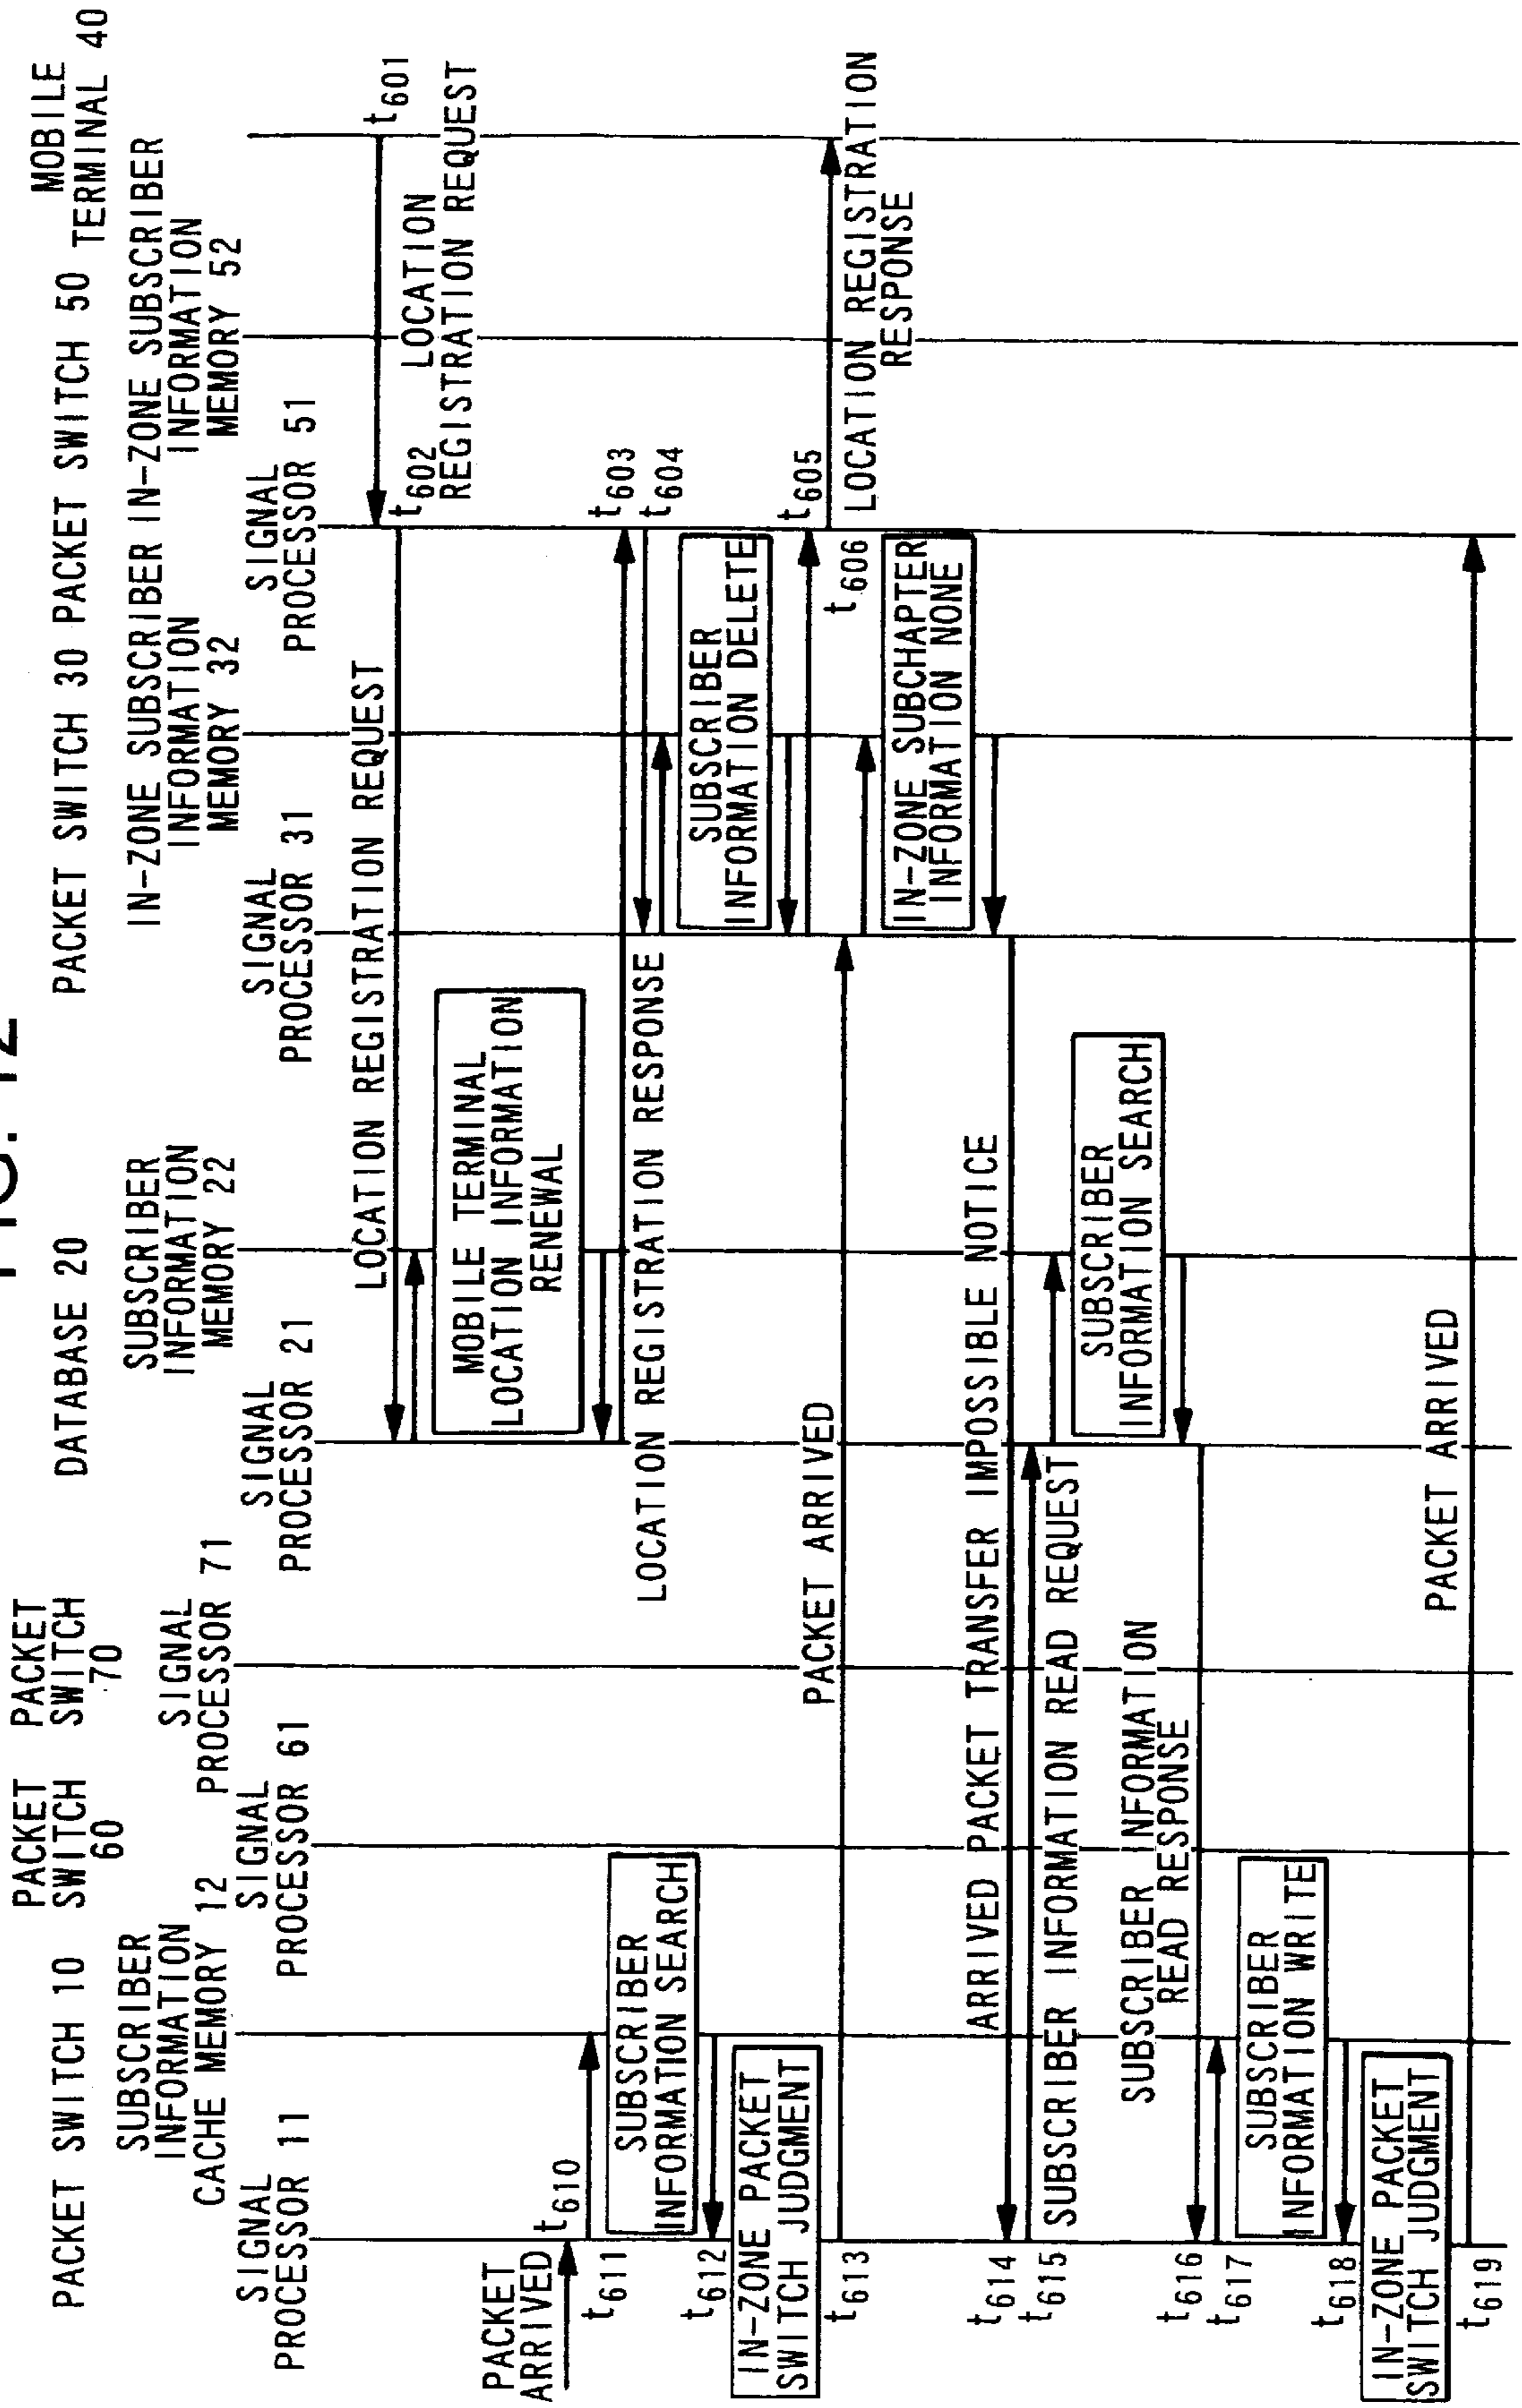 FIG. 12
PACKET SWITCH 10
PACKET
SWITCH
60
PACKET
SWITCH
70
DATABASE 20
PACKET SWITCH 30
PACKET SWITCH 50
MOBILE
TERMINAL 40
SIGNAL
PROCESSOR 11
SUBSCRIBER
INFORMATION
CACHE MEMORY 12
SIGNAL
PROCESSOR 61
SIGNAL
PROCESSOR 71
SIGNAL
PROCESSOR 21
SUBSCRIBER
INFORMATION
MEMORY 22
SIGNAL
PROCESSOR 31
IN-ZONE SUBSCRIBER
INFORMATION
MEMORY 32
SIGNAL
PROCESSOR 51
IN-ZONE SUBSCRIBER
INFORMATION
MEMORY 52
t601
LOCATION
REGISTRATION REQUEST
t602
LOCATION REGISTRATION REQUEST
MOBILE TERMINAL
LOCATION INFORMATION
RENEWAL
t603
LOCATION REGISTRATION RESPONSE
t604
SUBSCRIBER
INFORMATION DELETE
t605
LOCATION REGISTRATION
RESPONSE
t606
PACKET
ARRIVED
t610
t611
SUBSCRIBER
INFORMATION SEARCH
t612
IN-ZONE PACKET
SWITCH JUDGMENT
t613
PACKET ARRIVED
IN-ZONE SUBCHAPTER
INFORMATION NONE
t614
ARRIVED PACKET TRANSFER IMPOSSIBLE NOTICE
t615
SUBSCRIBER INFORMATION READ REQUEST
SUBSCRIBER
INFORMATION SEARCH
t616
SUBSCRIBER INFORMATION
READ RESPONSE
t617
SUBSCRIBER
INFORMATION WRITE
t618
IN-ZONE PACKET
SWITCH JUDGMENT
t619
PACKET ARRIVED